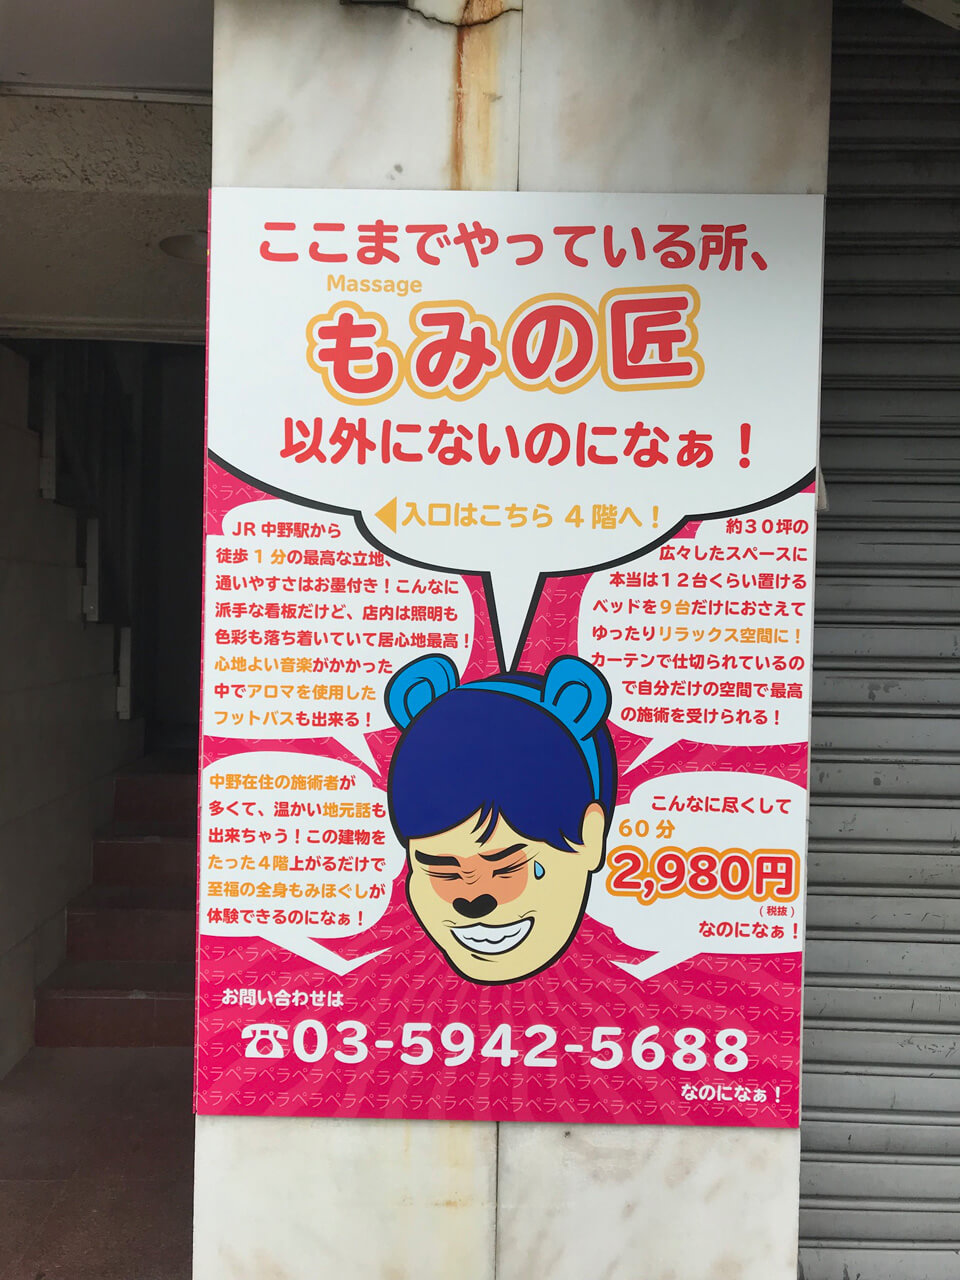 ここまでやっている所、
Massage
もみの匠
以外にないのになぁ！
◀入口はこちら 4階へ！
JR 中野駅から
徒歩１分の最高な立地、
通いやすさはお墨付き！こんなに
派手な看板だけど、店内は照明も
色彩も落ち着いていて居心地最高！
心地よい音楽がかかった
中でアロマを使用した
フットバスも出来る！
約３０坪の
広々したスペースに
本当は１２台くらい置ける
ベッドを９台だけにおさえて
ゆったりリラックス空間に！
カーテンで仕切られているの
で自分だけの空間で最高
の施術を受けられる！
中野在住の施術者が
多くて、温かい地元話も
出来ちゃう！この建物を
たった４階上がるだけで
至福の全身もみほぐしが
体験できるのになぁ！
こんなに尽くして
60 分
2,980円
(税抜)
なのになぁ！
お問い合わせは
☎03-5942-5688
なのになぁ！
ペラペラペラペラペラペラ